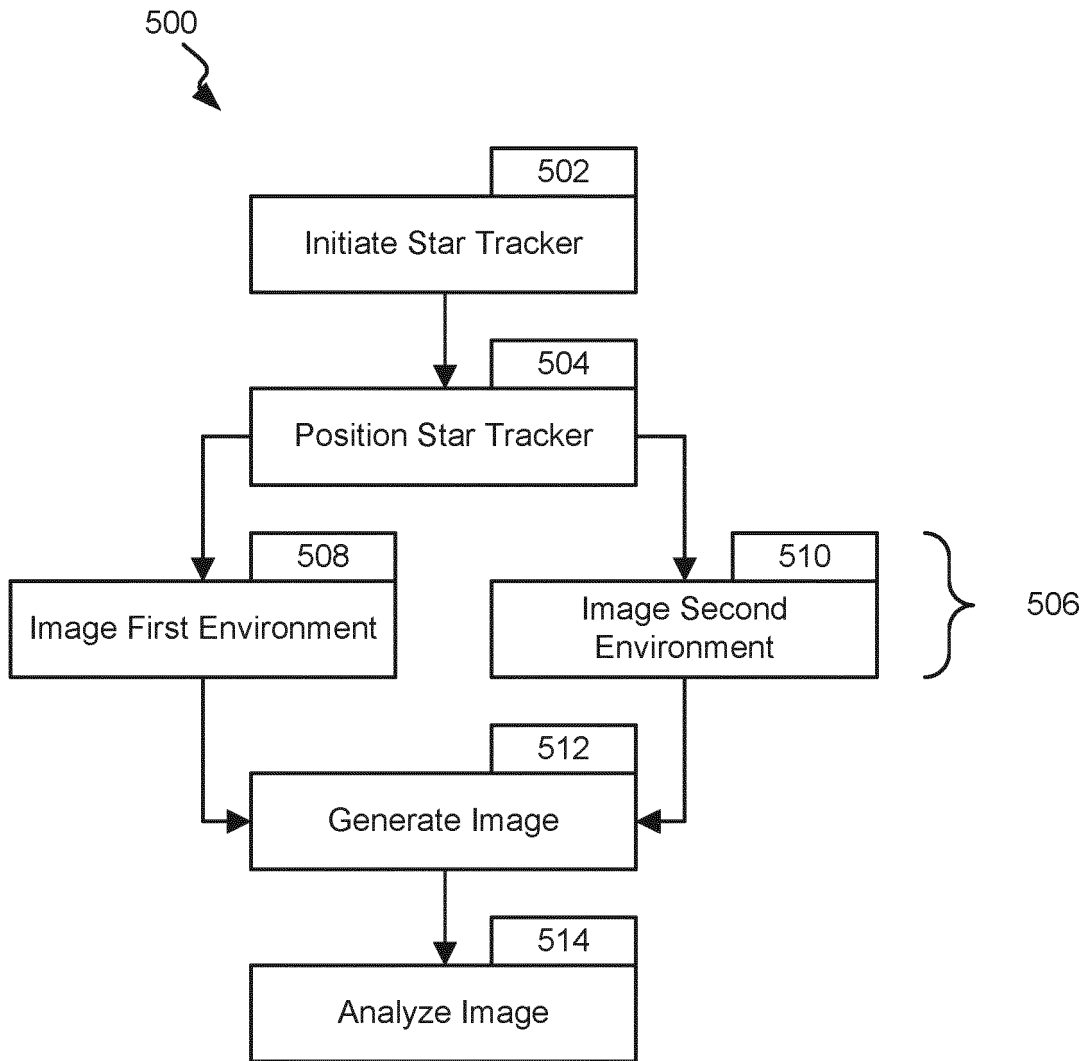 500
502
Initiate Star Tracker
504
Position Star Tracker
508
Image First Environment
510
Image Second
Environment
506
512
Generate Image
514
Analyze Image